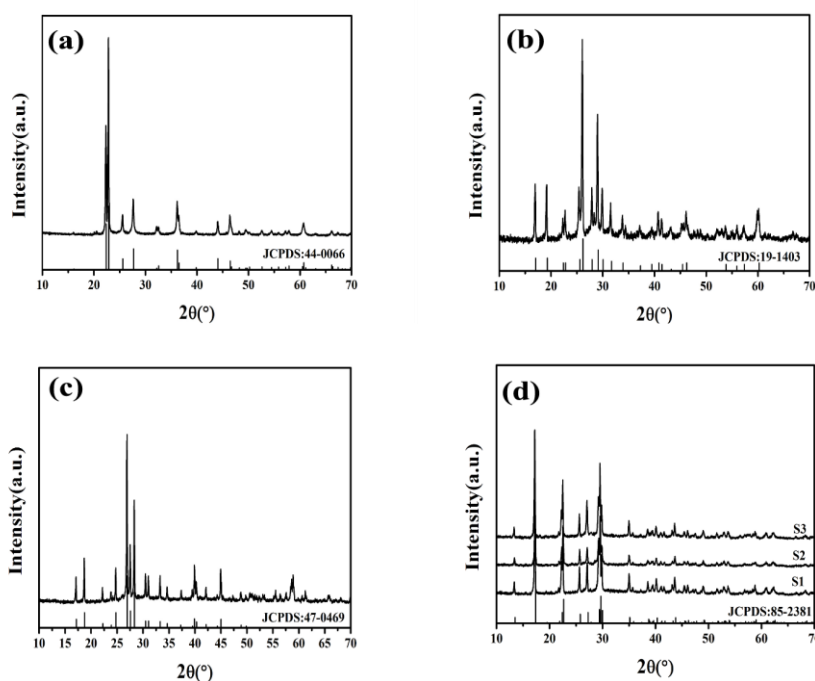 (a)
Intensity(a.u.)
JCPDS:44-0066
10 20 30 40 50 60 70
2θ(°)
(b)
Intensity(a.u.)
JCPDS:19-1403
10 20 30 40 50 60 70
2θ(°)
(c)
Intensity(a.u.)
JCPDS:47-0469
10 15 20 25 30 35 40 45 50 55 60 65 70
2θ(°)
(d)
Intensity(a.u.)
S3
S2
S1
JCPDS:85-2381
10 20 30 40 50 60 70
2θ(°)